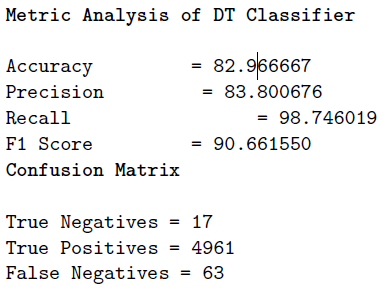 Metric Analysis of DT Classifier
Accuracy = 82.966667
Precision = 83.800676
Recall = 98.746019
F1 Score = 90.661550
Confusion Matrix
True Negatives = 17
True Positives = 4961
False Negatives = 63